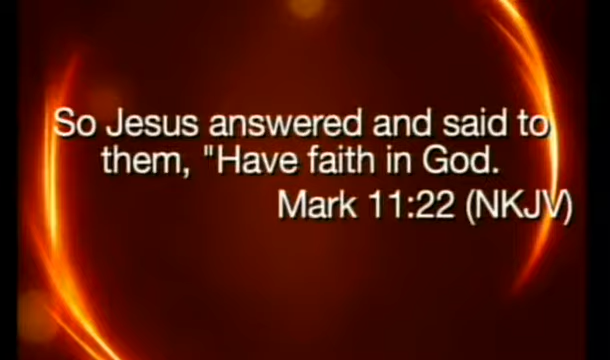 So Jesus answered and said to
them, "Have faith in God.
Mark 11:22 (NKJV)